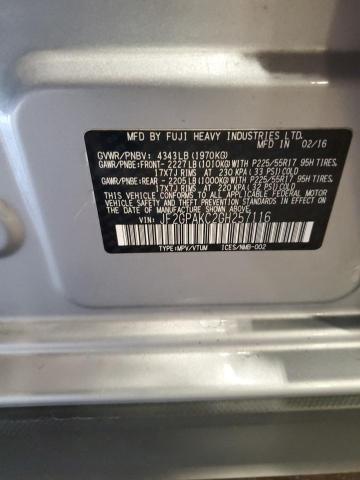 MFD. BY FUJI HEAVY INDUSTRIES LTD.
MFD IN 02/16
GVWR/PNBV: 4343LB(1970KG)
GAWR/PNBE:FRONT- 2227LB(1010KG)WITH P225/55R17 95H TIRES,
17X7J RIMS AT 230 KPA(33 PSI)COLD
GAWR/PNBE:REAR - 2205LB(1000KG)WITH P225/55R17 95H TIRES,
17X7J RIMS AT 220 KPA(32 PSI)COLD
THIS VEHICLE CONFORMS TO ALL APPLICABLE FEDERAL MOTOR
VEHICLE SAFETY AND THEFT PREVENTION STANDARDS IN
EFFECT ON THE DATE OF MANUFACTURE SHOWN ABOVE.
VIN: JF2GPAKC2GH257116
TYPE:MPV/VTUM ICES/NMB-002